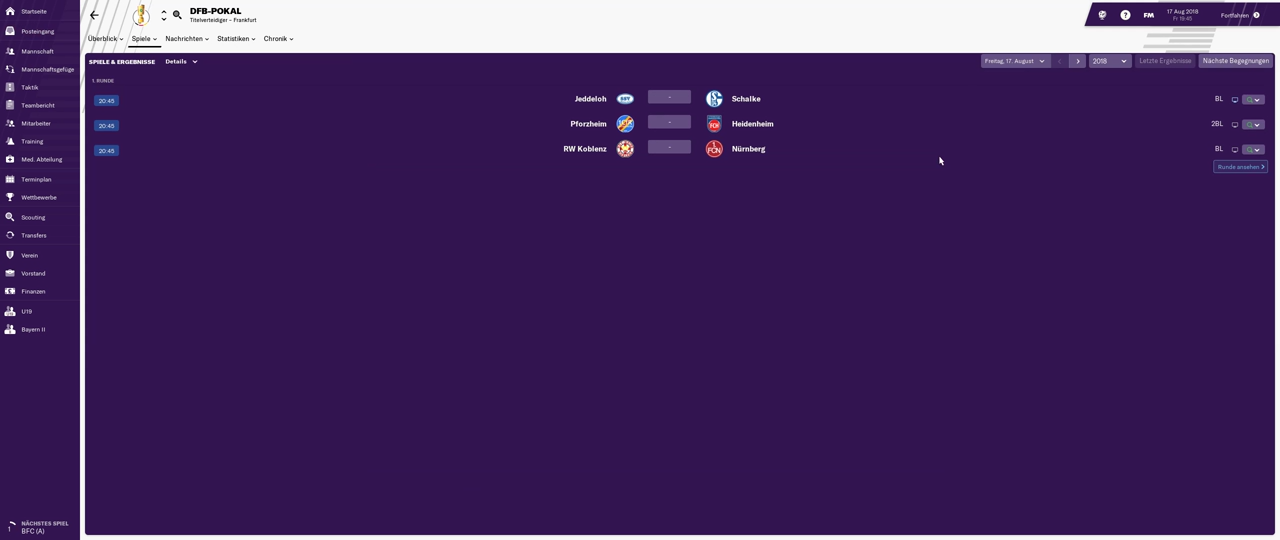 DFB-POKAL
Titelverteidiger - Frankfurt
17 Aug 2018
Fr 19:45
FM
Fortfahren
Überblick Spiele Nachrichten Statistiken Chronik
SPIELE & ERGEBNISSE Details
Freitag, 17. August 2018 Letzte Ergebnisse Nächste Begegnungen
1. RUNDE
20:45 Jeddeloh - Schalke BL
20:45 Pforzheim - Heidenheim 2BL
20:45 RW Koblenz - Nürnberg BL
Runde ansehen
Startseite
Posteingang
Mannschaft
Mannschaftsgefüge
Taktik
Teambericht
Mitarbeiter
Training
Med. Abteilung
Terminplan
Wettbewerbe
Scouting
Transfers
Verein
Vorstand
Finanzen
U19
Bayern II
1
NÄCHSTES SPIEL
BFC (A)